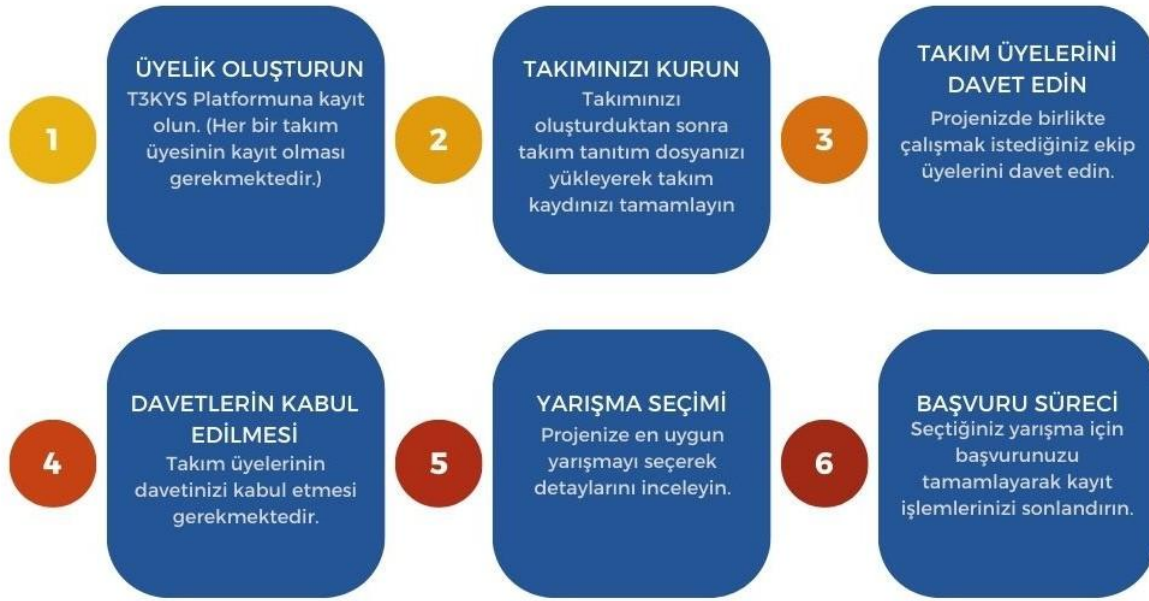 1
ÜYELİK OLUŞTURUN
T3KYS Platformuna kayıt
olun. (Her bir takım
üyesinin kayıt olması
gerekmektedir.)
2
TAKIMINIZI KURUN
Takımınızı
oluşturduktan sonra
takım tanıtım dosyanızı
yükleyerek takım
kaydınızı tamamlayın
3
TAKIM ÜYELERİNİ
DAVET EDİN
Projenizde birlikte
çalışmak istediğiniz ekip
üyelerini davet edin.
4
DAVETLERİN KABUL
EDİLMESİ
Takım üyelerinin
davetinizi kabul etmesi
gerekmektedir.
5
YARIŞMA SEÇİMİ
Projenize en uygun
yarışmayı seçerek
detaylarını inceleyin.
6
BAŞVURU SÜRECİ
Seçtiğiniz yarışma için
başvurunuzu
tamamlayarak kayıt
işlemlerinizi sonlandırın.